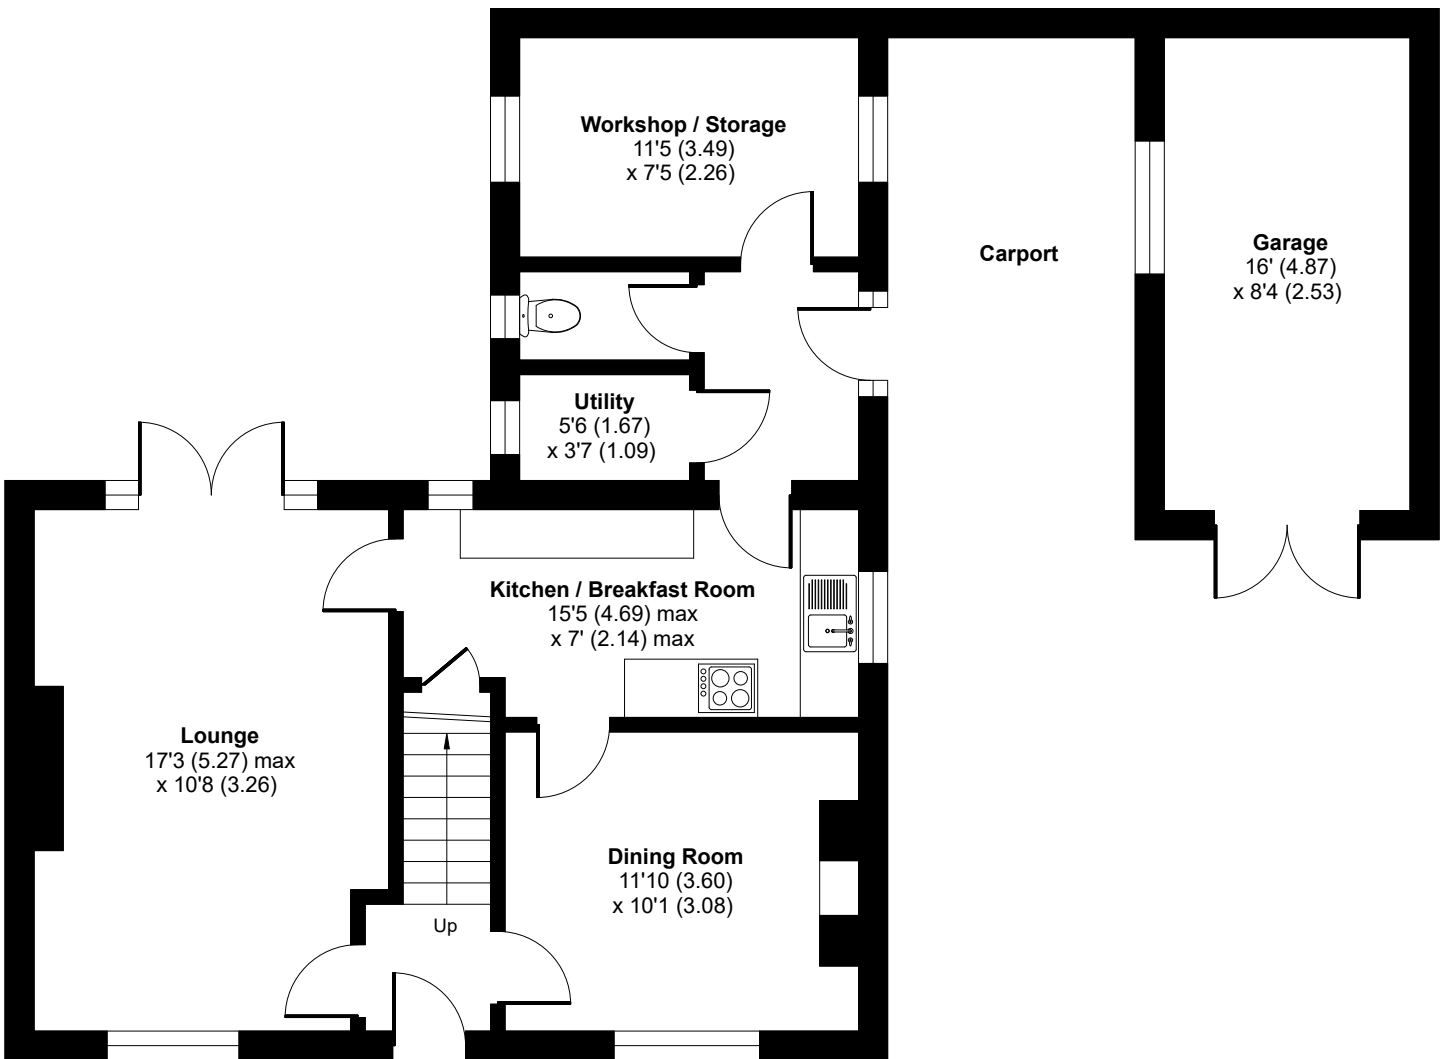 Workshop / Storage
11'5 (3.49)
x 7'5 (2.26)
Carport
Garage
16' (4.87)
x 8'4 (2.53)
Utility
5'6 (1.67)
x 3'7 (1.09)
Kitchen / Breakfast Room
15'5 (4.69) max
x 7' (2.14) max
Lounge
17'3 (5.27) max
x 10'8 (3.26)
Dining Room
11'10 (3.60)
x 10'1 (3.08)
Up